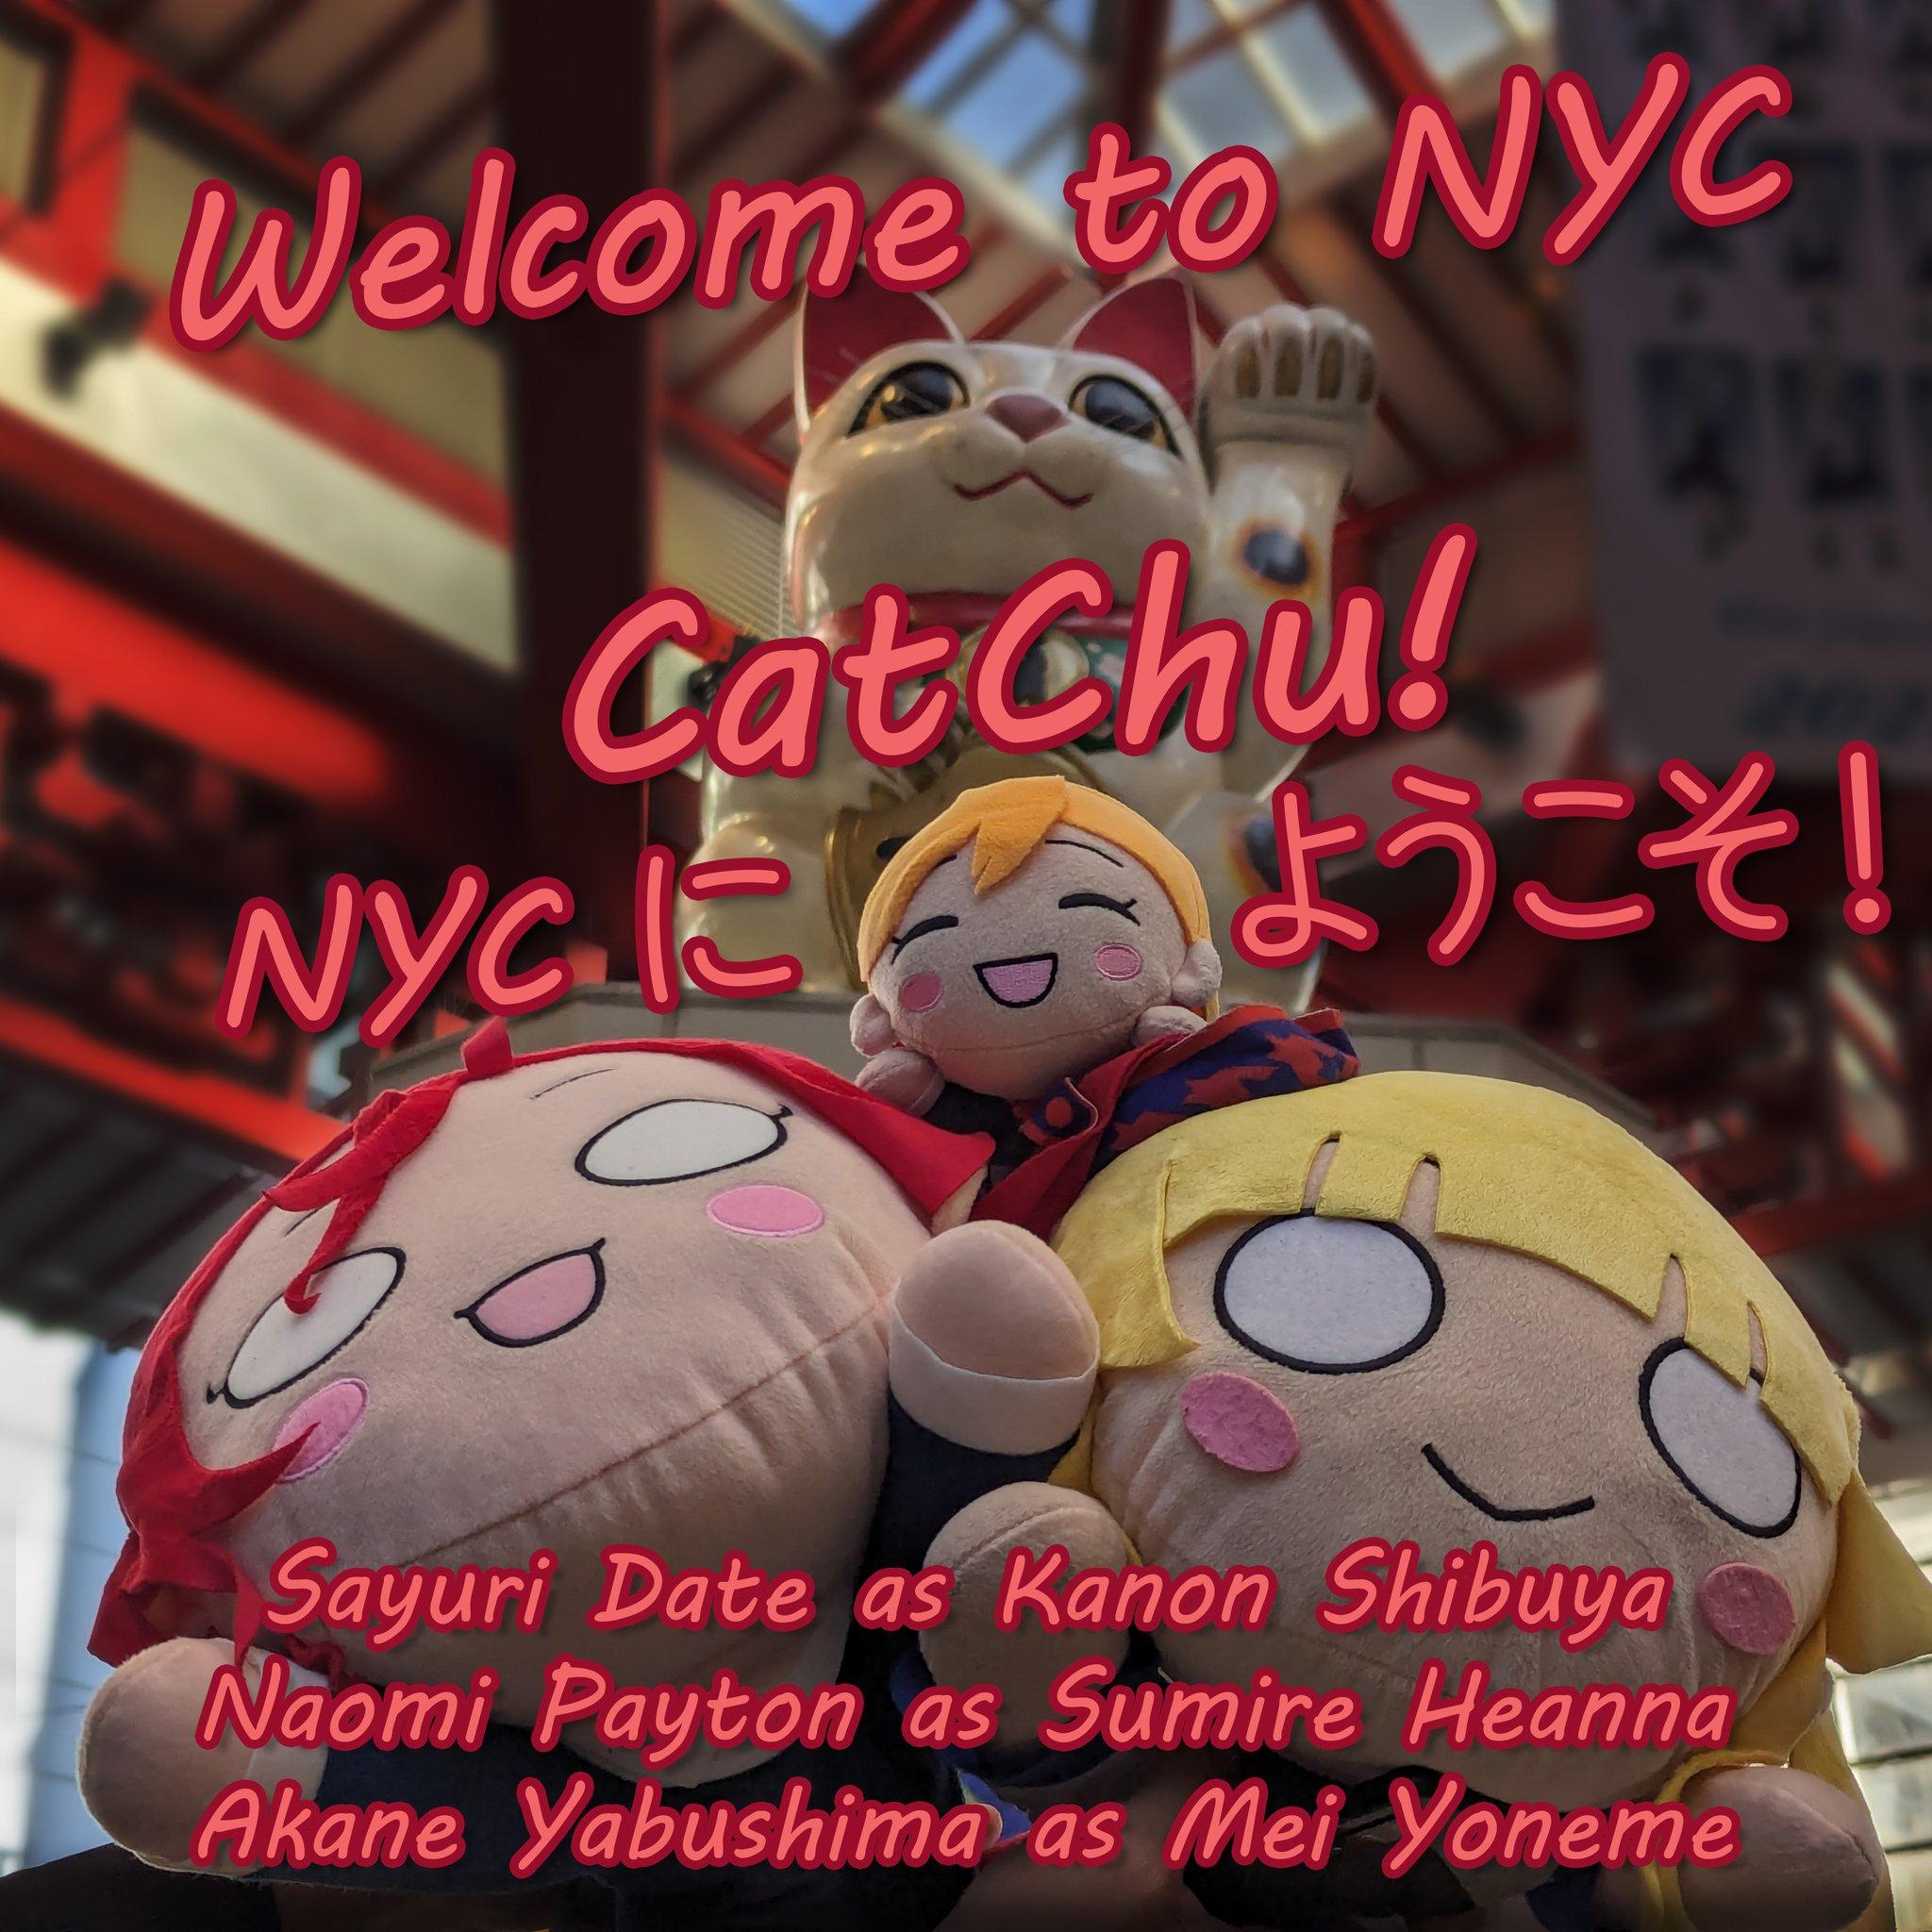 Welcome to NYC
CatChu!
NYC に ようこそ！
Sayuri Date as Kanon Shibuya
Naomi Payton as Sumire Heanna
Akane Yabushima as Mei Yoneme